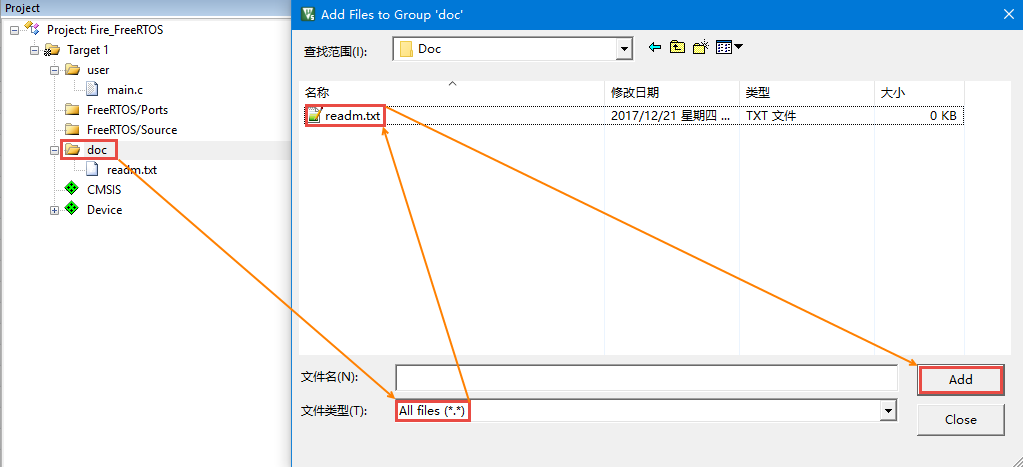 Project
Project: Fire_FreeRTOS
Target 1
user
main.c
FreeRTOS/Ports
FreeRTOS/Source
doc
readm.txt
CMSIS
Device
Add Files to Group 'doc'
查找范围(I):
Doc
名称 修改日期 类型 大小
readm.txt 2017/12/21 星期四 ... TXT 文件 0 KB
文件名(N):
Add
文件类型(T):
All files (*.*)
Close